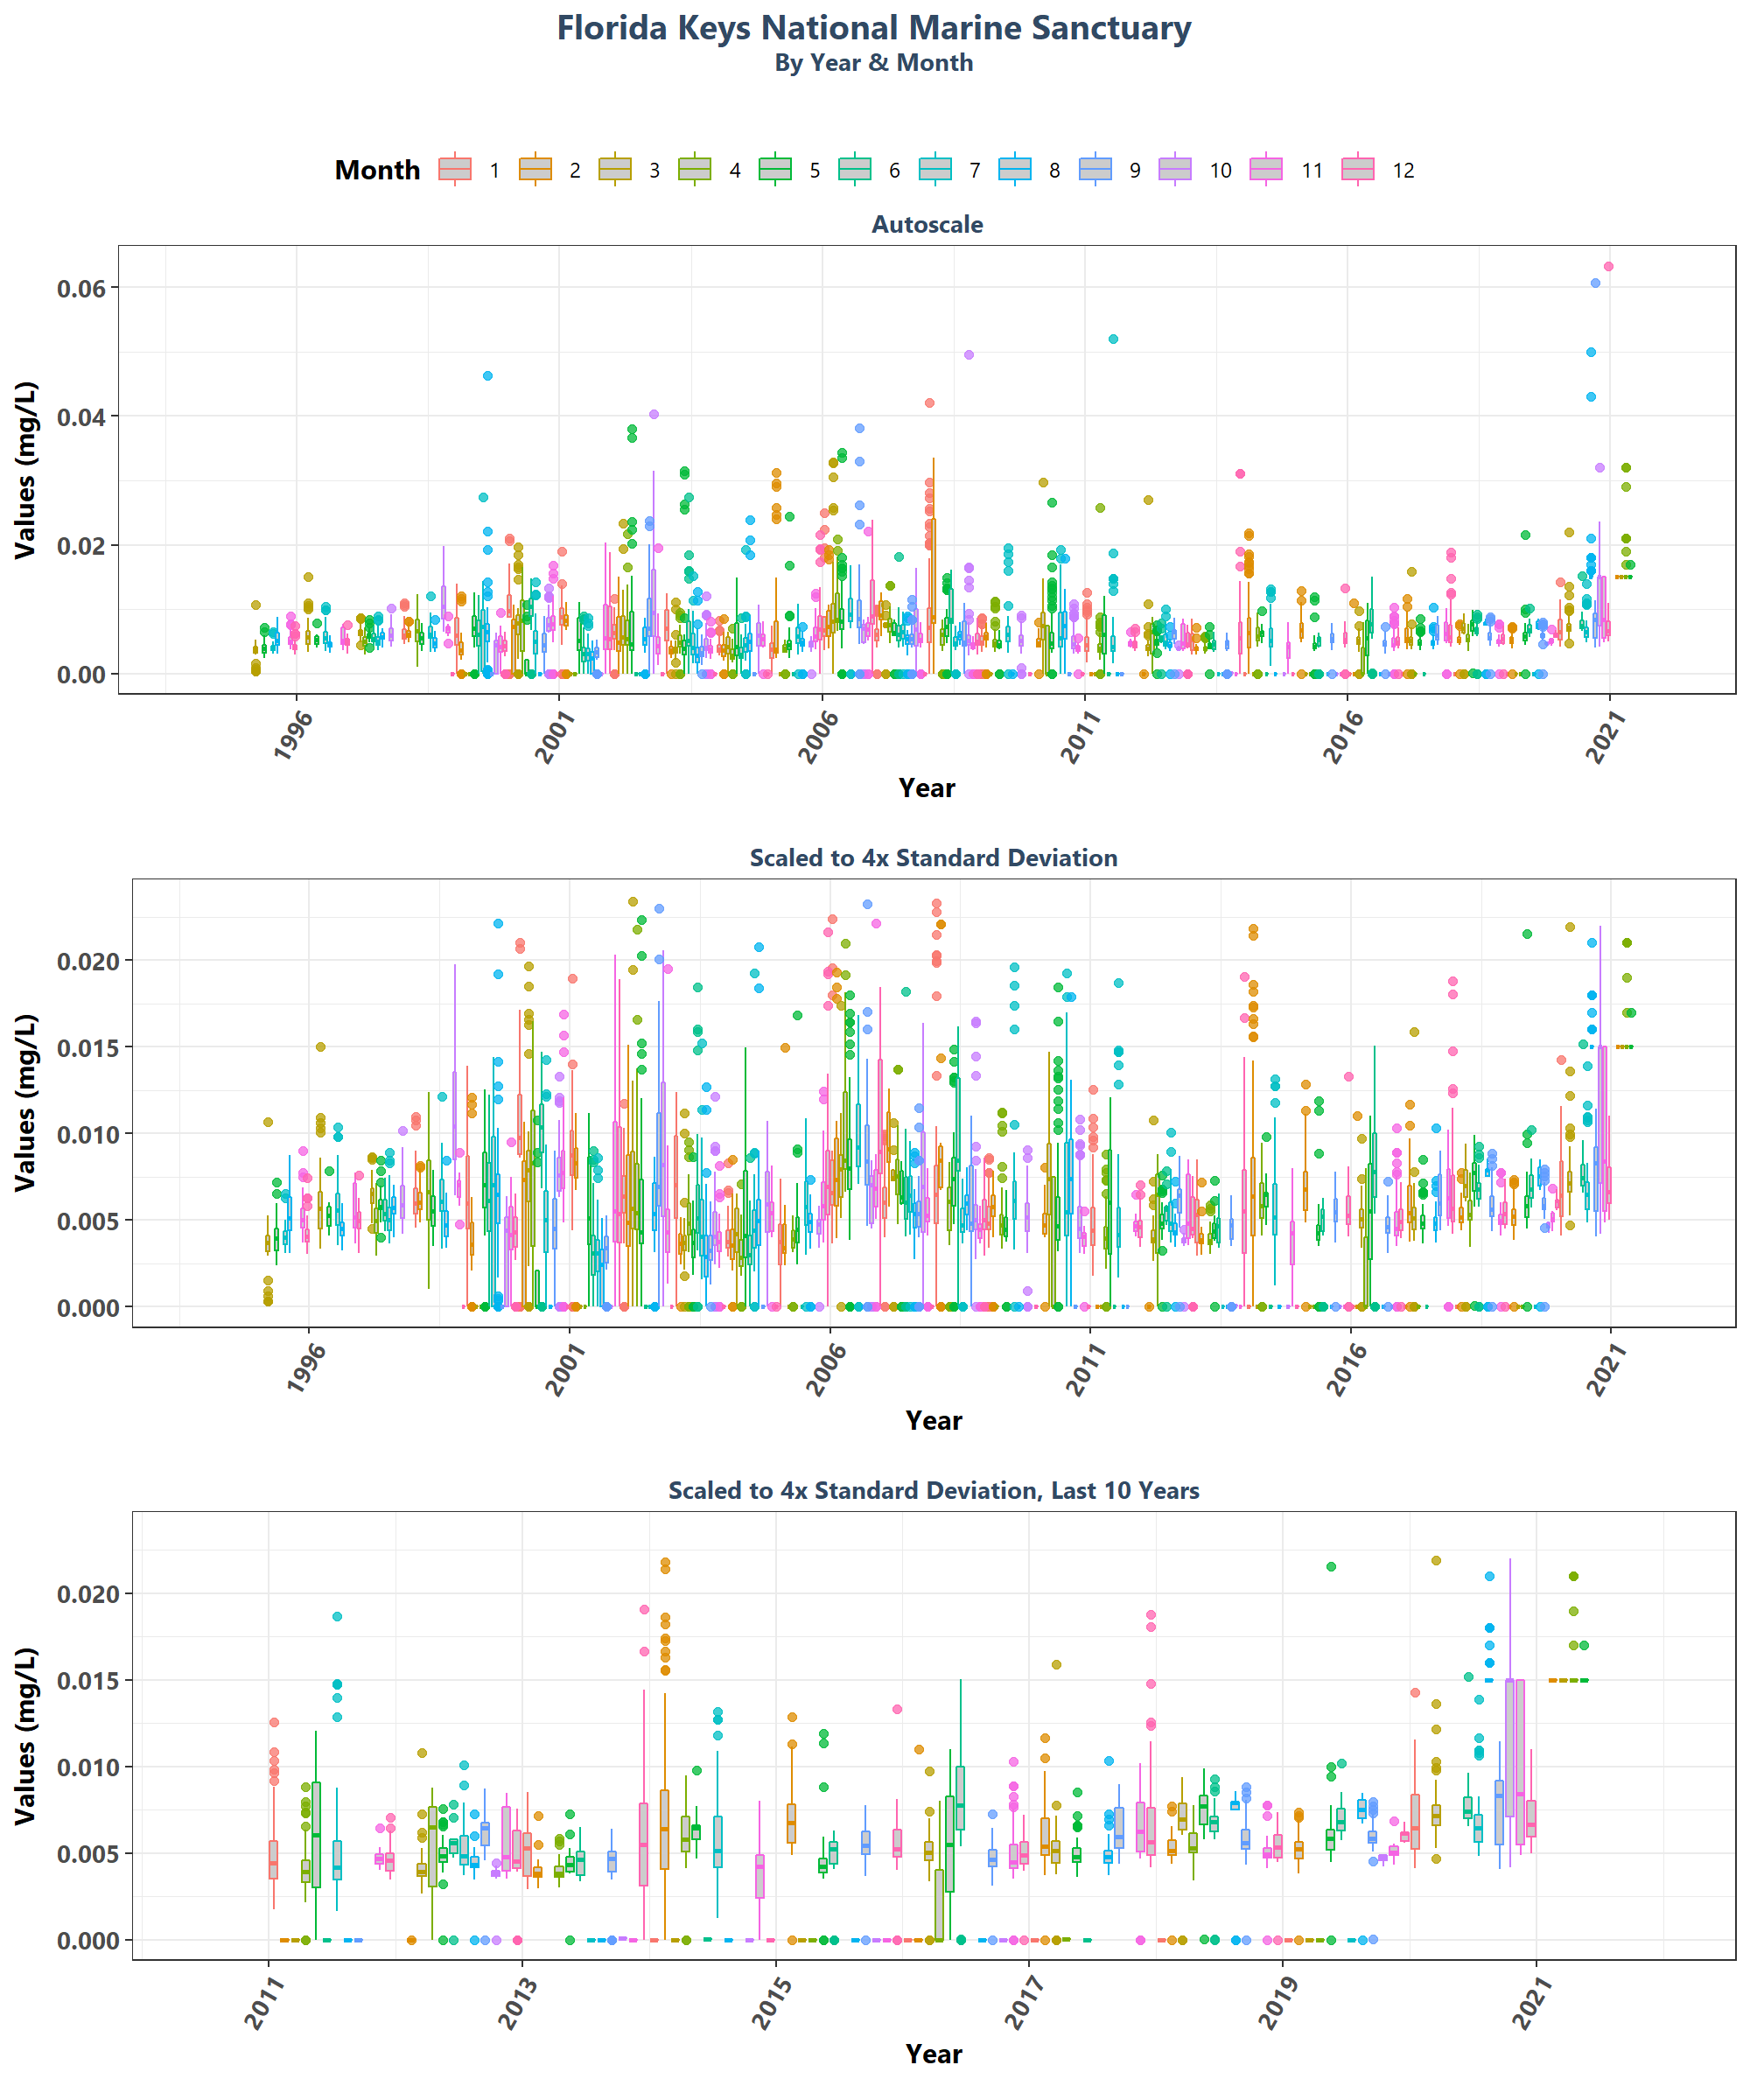 Florida Keys National Marine Sanctuary
By Year & Month
Month 1 2 3 4 5 6 7 8 9 10 11 12
Autoscale
Values (mg/L)
0.06
0.04
0.02
0.00
1996 2001 2006 2011 2016 2021
Year
Scaled to 4x Standard Deviation
Values (mg/L)
0.020
0.015
0.010
0.005
0.000
1996 2001 2006 2011 2016 2021
Year
Scaled to 4x Standard Deviation, Last 10 Years
Values (mg/L)
0.020
0.015
0.010
0.005
0.000
2011 2013 2015 2017 2019 2021
Year